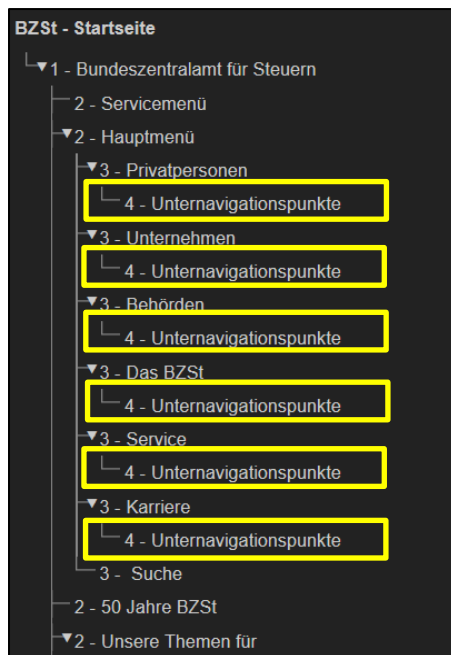 BZSt - Startseite
1 - Bundeszentralamt für Steuern
2 - Servicemenü
2 - Hauptmenü
3 - Privatpersonen
4 - Unternavigationspunkte
3 - Unternehmen
4 - Unternavigationspunkte
3 - Behörden
4 - Unternavigationspunkte
3 - Das BZSt
4 - Unternavigationspunkte
3 - Service
4 - Unternavigationspunkte
3 - Karriere
4 - Unternavigationspunkte
3 - Suche
2 - 50 Jahre BZSt
2 - Unsere Themen für